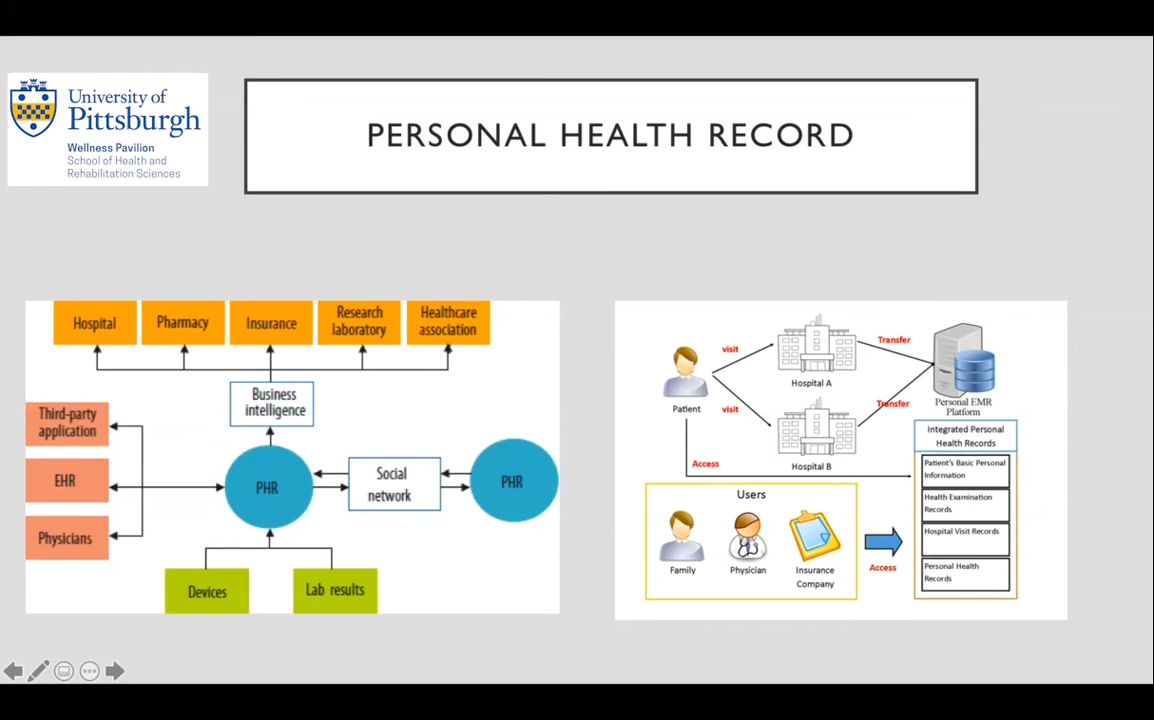 University of
Pittsburgh
Wellness Pavilion
School of Health and
Rehabilitation Sciences
PERSONAL HEALTH RECORD
Hospital
Pharmacy
Insurance
Research
laboratory
Healthcare
association
Business
intelligence
Third-party
application
EHR
Physicians
PHR
Social
network
PHR
Devices
Lab results
Patient
visit
visit
Hospital A
Hospital B
Transfer
Transfer
Personal EMR
Platform
Access
Integrated Personal
Health Records
Patient's Basic Personal
Information
Health Examination
Records
Hospital Visit Records
Personal Health
Records
Users
Family
Physician
Insurance
Company
Access